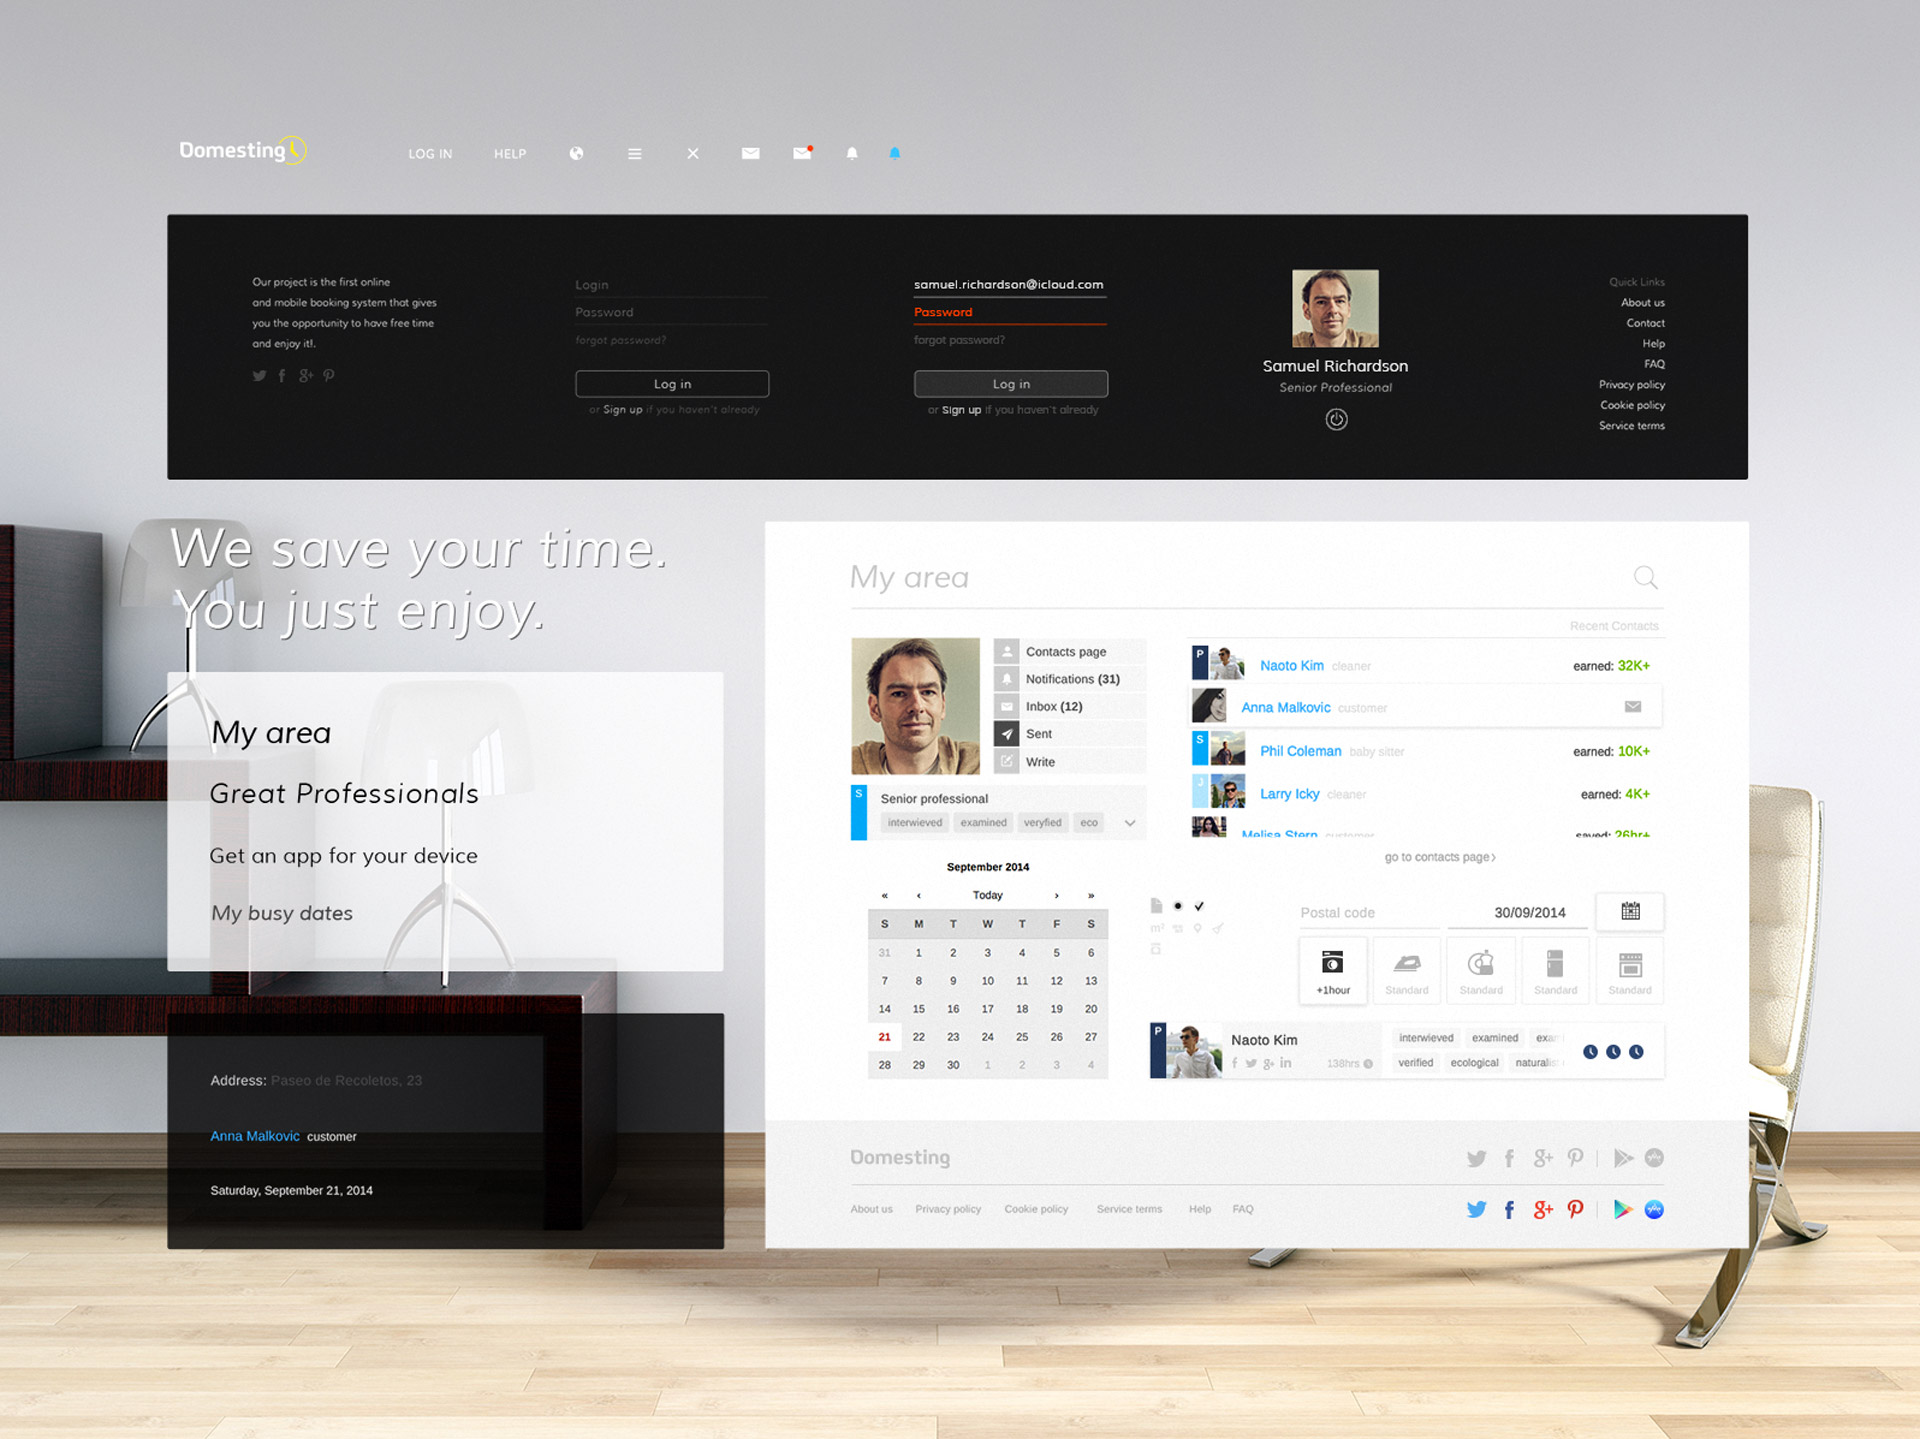 Domesting
LOG IN
HELP
Our project is the first online
and mobile booking system that gives
you the opportunity to have free time
and enjoy it!.
Login
Password
forgot password?
Log in
or Sign up if you haven't already
samuel.richardson@icloud.com
Password
forgot password?
Log in
or Sign up if you haven't already
Samuel Richardson
Senior Professional
Quick Links
About us
Contact
Help
FAQ
Privacy policy
Cookie policy
Service terms
We save your time.
You just enjoy.
My area
Great Professionals
Get an app for your device
My busy dates
Address: Paseo de Recoletos, 23
Anna Malkovic customer
Saturday, September 21, 2014
My area
Contacts page
Notifications (31)
Inbox (12)
Sent
Write
S
Senior professional
interwieved examined veryfied eco
Recent Contacts
P Naoto Kim cleaner earned: 32K+
Anna Malkovic customer
S Phil Coleman baby sitter earned: 10K+
J Larry Icky cleaner earned: 4K+
Melisa Stern customer saved: 26hr+
go to contacts page›
September 2014
« ‹ Today › »
S M T W T F S
31 1 2 3 4 5 6
7 8 9 10 11 12 13
14 15 16 17 18 19 20
21 22 23 24 25 26 27
28 29 30 1 2 3 4
m²
Postal code
30/09/2014
+1hour
Standard
Standard
Standard
Standard
P
Naoto Kim
138hrs
interwieved examined exam
verified ecological naturalist
Domesting
About us Privacy policy Cookie policy Service terms Help FAQ